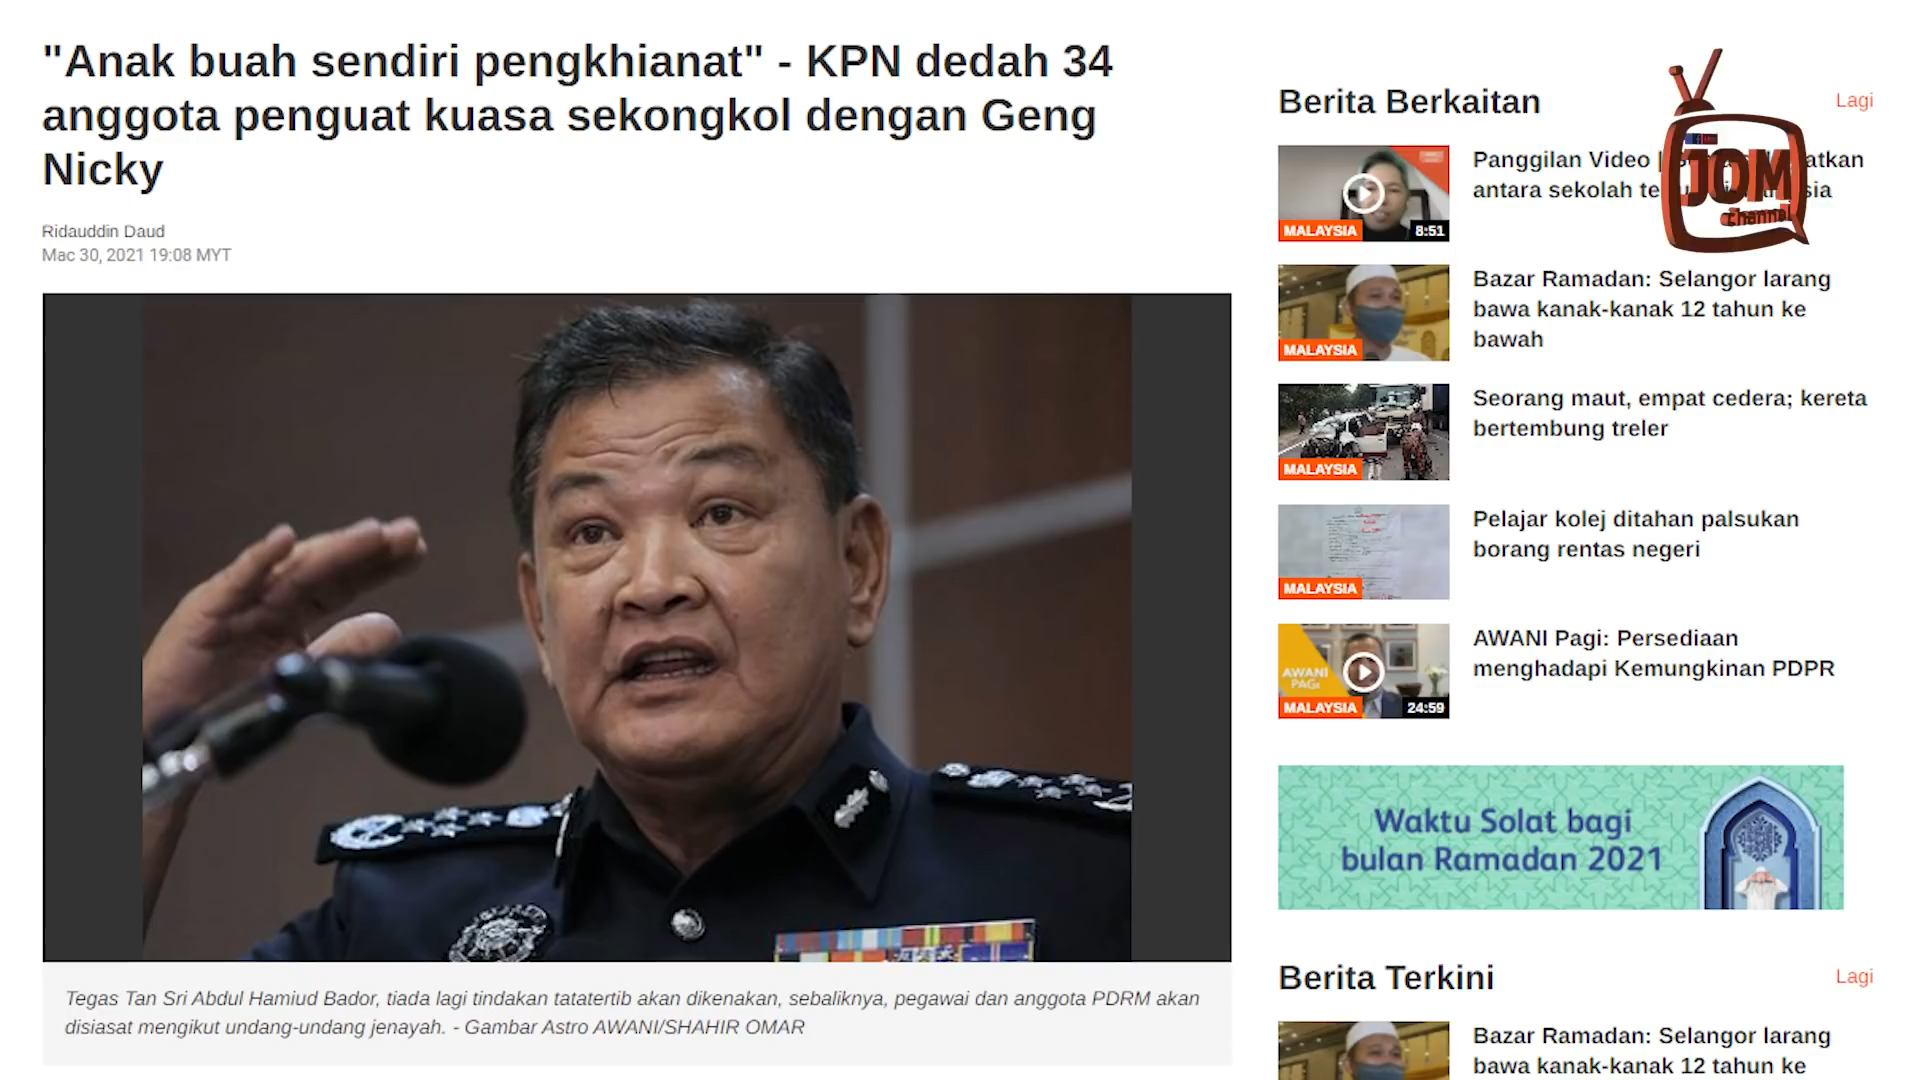 "Anak buah sendiri pengkhianat" - KPN dedah 34
anggota penguat kuasa sekongkol dengan Geng
Nicky
Ridauddin Daud
Mac 30, 2021 19:08 MYT
Tegas Tan Sri Abdul Hamiud Bador, tiada lagi tindakan tatatertib akan dikenakan, sebaliknya, pegawai dan anggota PDRM akan
disiasat mengikut undang-undang jenayah. - Gambar Astro AWANI/SHAHIR OMAR
Berita Berkaitan
Lagi
JOM
channel
Panggilan Video |
antara sekolah
MALAYSIA
8:51
Bazar Ramadan: Selangor larang
bawa kanak-kanak 12 tahun ke
bawah
MALAYSIA
Seorang maut, empat cedera; kereta
bertembung treler
MALAYSIA
Pelajar kolej ditahan palsukan
borang rentas negeri
MALAYSIA
AWANI Pagi: Persediaan
menghadapi Kemungkinan PDPR
AWANI
PAGi
MALAYSIA
24:59
Waktu Solat bagi
bulan Ramadan 2021
Berita Terkini
Lagi
Bazar Ramadan: Selangor larang
bawa kanak-kanak 12 tahun ke